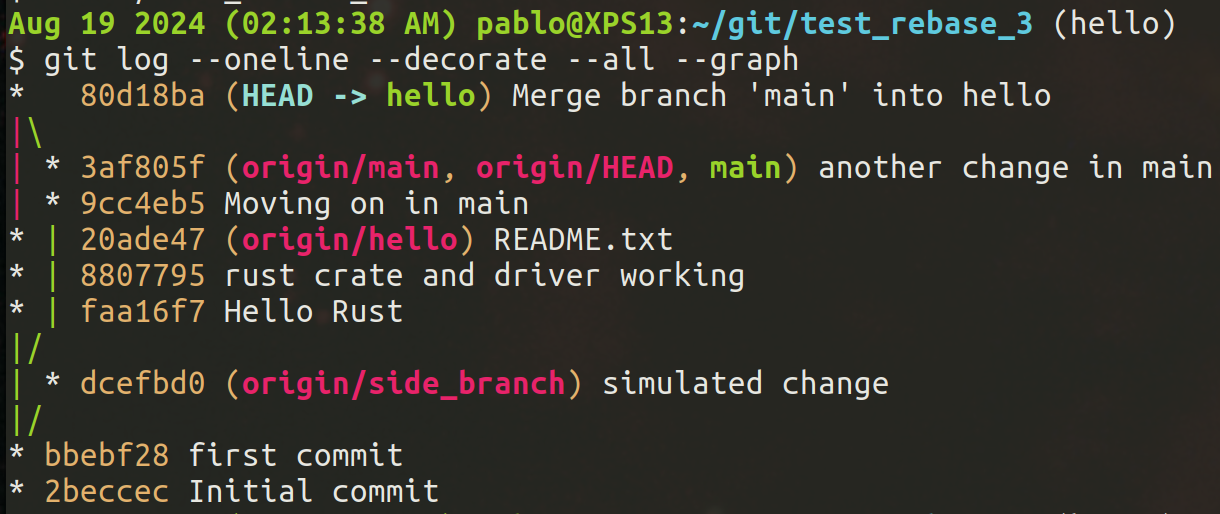 Aug 19 2024 (02:13:38 AM) pablo@XPS13:~/git/test_rebase_3 (hello)
$ git log --oneline --decorate --all --graph
*   80d18ba (HEAD -> hello) Merge branch 'main' into hello
|\
| * 3af805f (origin/main, origin/HEAD, main) another change in main
| * 9cc4eb5 Moving on in main
* | 20ade47 (origin/hello) README.txt
* | 8807795 rust crate and driver working
* | faa16f7 Hello Rust
|/
| * dcefbd0 (origin/side_branch) simulated change
|/
* bbebf28 first commit
* 2beccec Initial commit